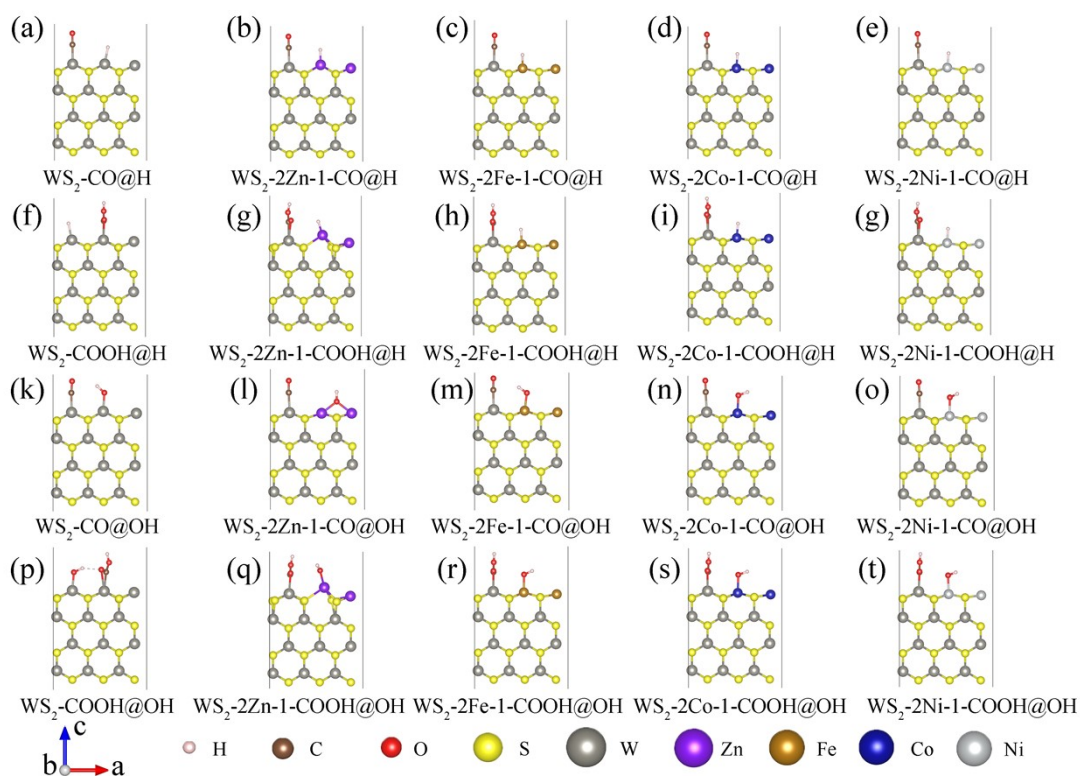 (a) (b) (c) (d) (e)
WS2-CO@H WS2-2Zn-1-CO@H WS2-2Fe-1-CO@H WS2-2Co-1-CO@H WS2-2Ni-1-CO@H
(f) (g) (h) (i) (g)
WS2-COOH@H WS2-2Zn-1-COOH@H WS2-2Fe-1-COOH@H WS2-2Co-1-COOH@H WS2-2Ni-1-COOH@H
(k) (l) (m) (n) (o)
WS2-CO@OH WS2-2Zn-1-CO@OH WS2-2Fe-1-CO@OH WS2-2Co-1-CO@OH WS2-2Ni-1-CO@OH
(p) (q) (r) (s) (t)
WS2-COOH@OH WS2-2Zn-1-COOH@OH WS2-2Fe-1-COOH@OH WS2-2Co-1-COOH@OH WS2-2Ni-1-COOH@OH
c
b a H C O S W Zn Fe Co Ni